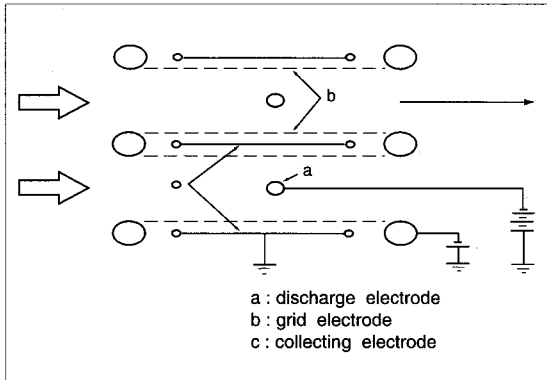 b
a
a : discharge electrode
b : grid electrode
c : collecting electrode